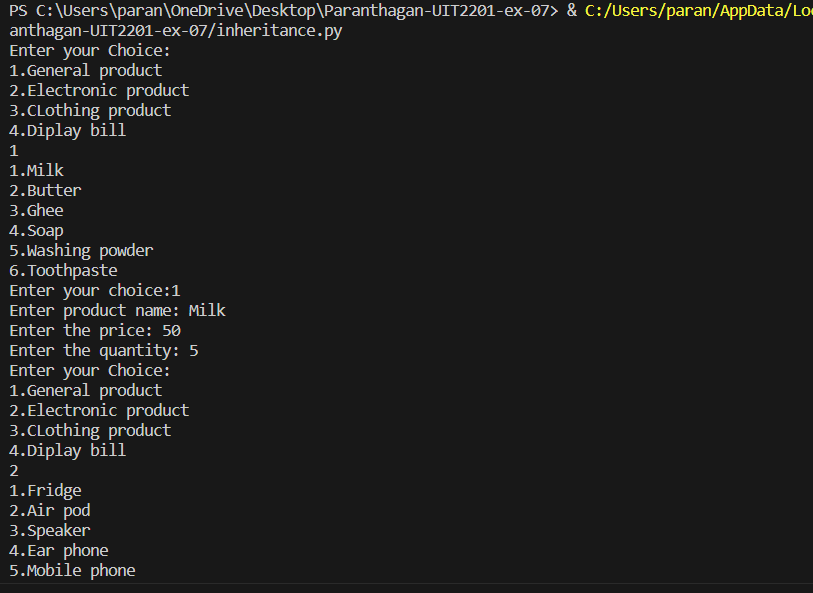 PS C:\Users\paran\OneDrive\Desktop\Paranthagan-UIT2201-ex-07> & C:/Users/paran/AppData/Loc
anthagan-UIT2201-ex-07/inheritance.py
Enter your Choice:
1.General product
2.Electronic product
3.CLothing product
4.Diplay bill
1
1.Milk
2.Butter
3.Ghee
4.Soap
5.Washing powder
6.Toothpaste
Enter your choice:1
Enter product name: Milk
Enter the price: 50
Enter the quantity: 5
Enter your Choice:
1.General product
2.Electronic product
3.CLothing product
4.Diplay bill
2
1.Fridge
2.Air pod
3.Speaker
4.Ear phone
5.Mobile phone